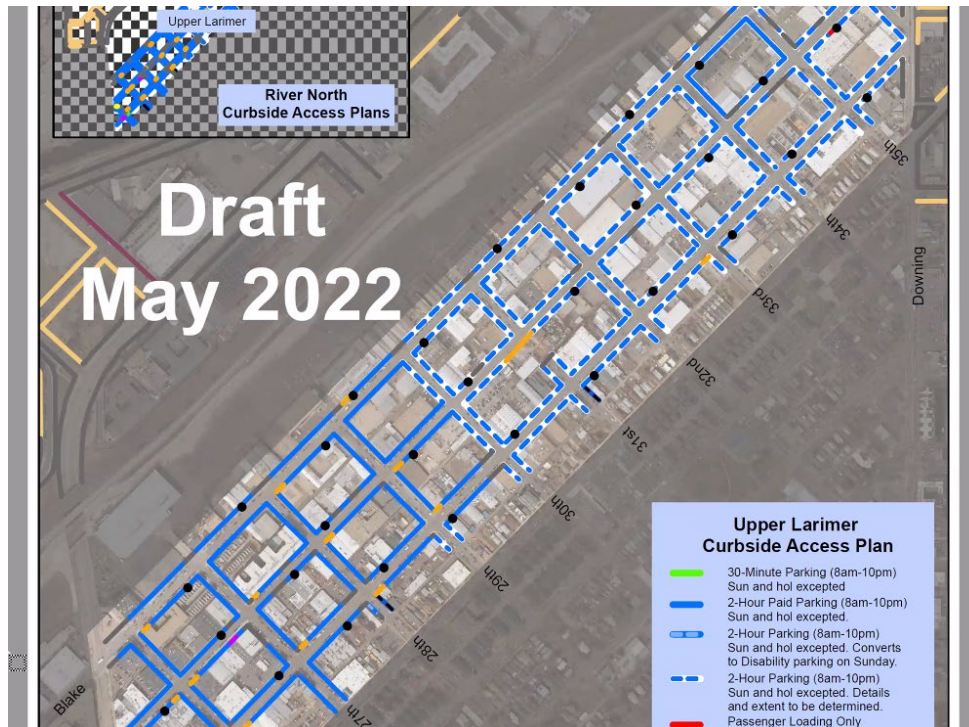 Upper Larimer
River North
Curbside Access Plans
Draft
May 2022
35th
34th
Downing
33rd
32nd
31st
30th
29th
28th
27th
Blake
Upper Larimer
Curbside Access Plan
30-Minute Parking (8am-10pm)
Sun and hol excepted
2-Hour Paid Parking (8am-10pm)
Sun and hol excepted.
2-Hour Parking (8am-10pm)
Sun and hol excepted. Converts
to Disability parking on Sunday.
2-Hour Parking (8am-10pm)
Sun and hol excepted. Details
and extent to be determined.
Passenger Loading Only